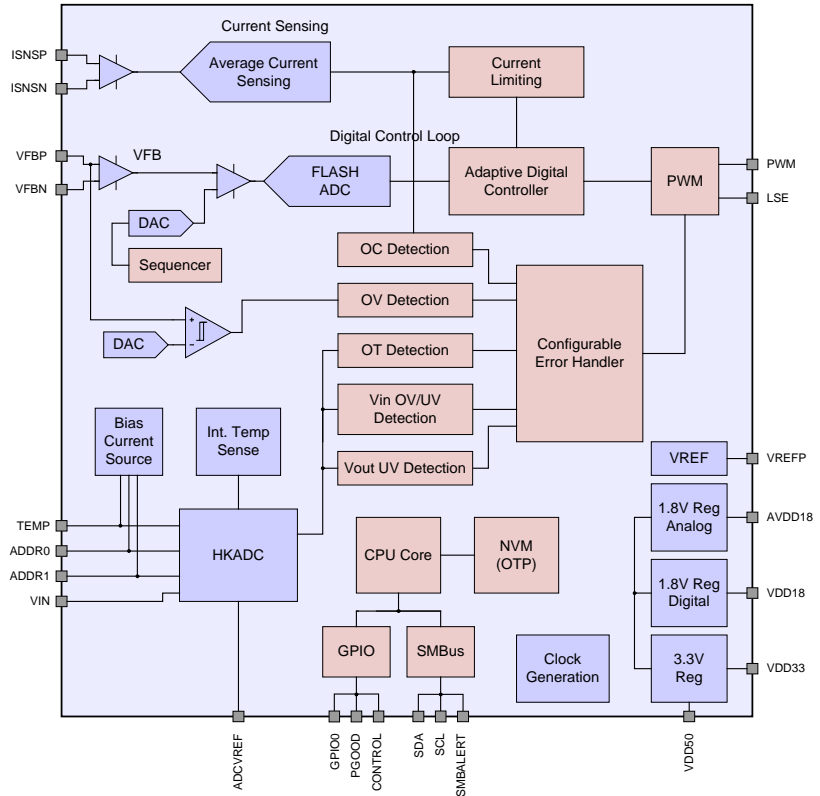 Current Sensing
ISNSP
ISNSN
Average Current
Sensing
Current
Limiting
Digital Control Loop
VFBP
VFBN
VFB
FLASH
ADC
Adaptive Digital
Controller
PWM
PWM
LSE
DAC
Sequencer
OC Detection
OV Detection
+
-
DAC
OT Detection
Configurable
Error Handler
Vin OV/UV
Detection
Vout UV Detection
Bias
Current
Source
Int. Temp
Sense
VREF
VREFP
TEMP
ADDR0
ADDR1
VIN
HKADC
CPU Core
NVM
(OTP)
1.8V Reg
Analog
AVDD18
1.8V Reg
Digital
VDD18
GPIO
SMBus
Clock
Generation
3.3V
Reg
VDD33
ADCVREF
GPIO0
PGOOD
CONTROL
SDA
SCL
SMBALERT
VDD50